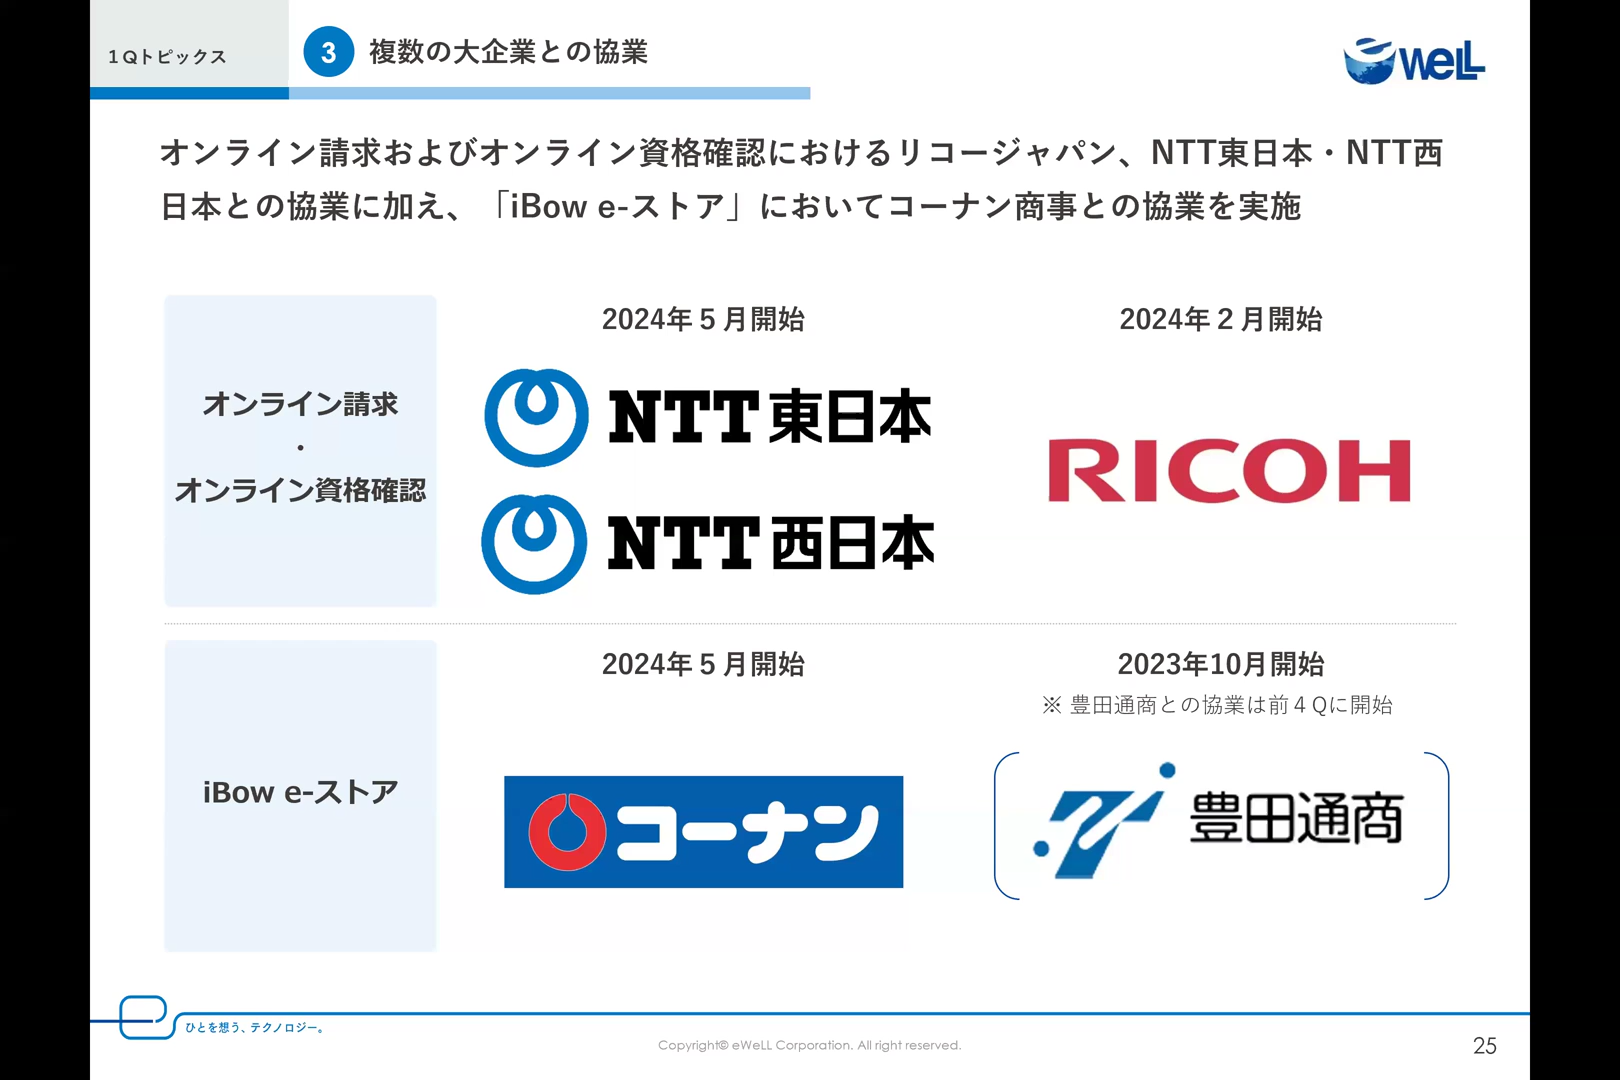 １Qトピックス
3 複数の大企業との協業
eWeLL
オンライン請求およびオンライン資格確認におけるリコージャパン、NTT東日本・NTT西
日本との協業に加え、「iBow e-ストア」においてコーナン商事との協業を実施
2024年５月開始
2024年２月開始
オンライン請求
・
オンライン資格確認
NTT東日本
NTT西日本
RICOH
2024年５月開始
2023年10月開始
※ 豊田通商との協業は前４Qに開始
iBow e-ストア
コーナン
豊田通商
ひとを想う、テクノロジー。
Copyright© eWeLL Corporation. All right reserved.
25